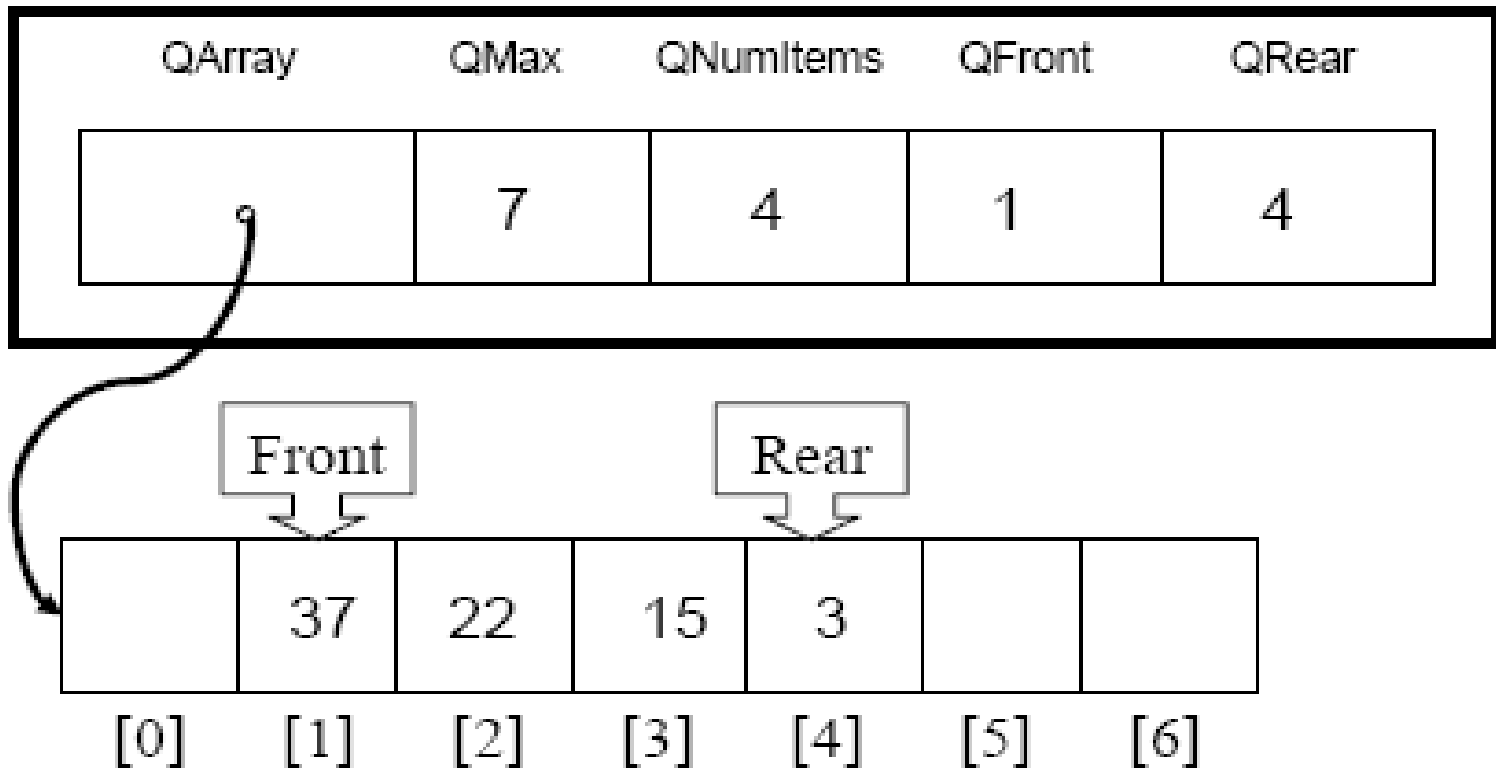 QArray QMax QNumItems QFront QRear
7 4 1 4
Front Rear
37 22 15 3
[0] [1] [2] [3] [4] [5] [6]